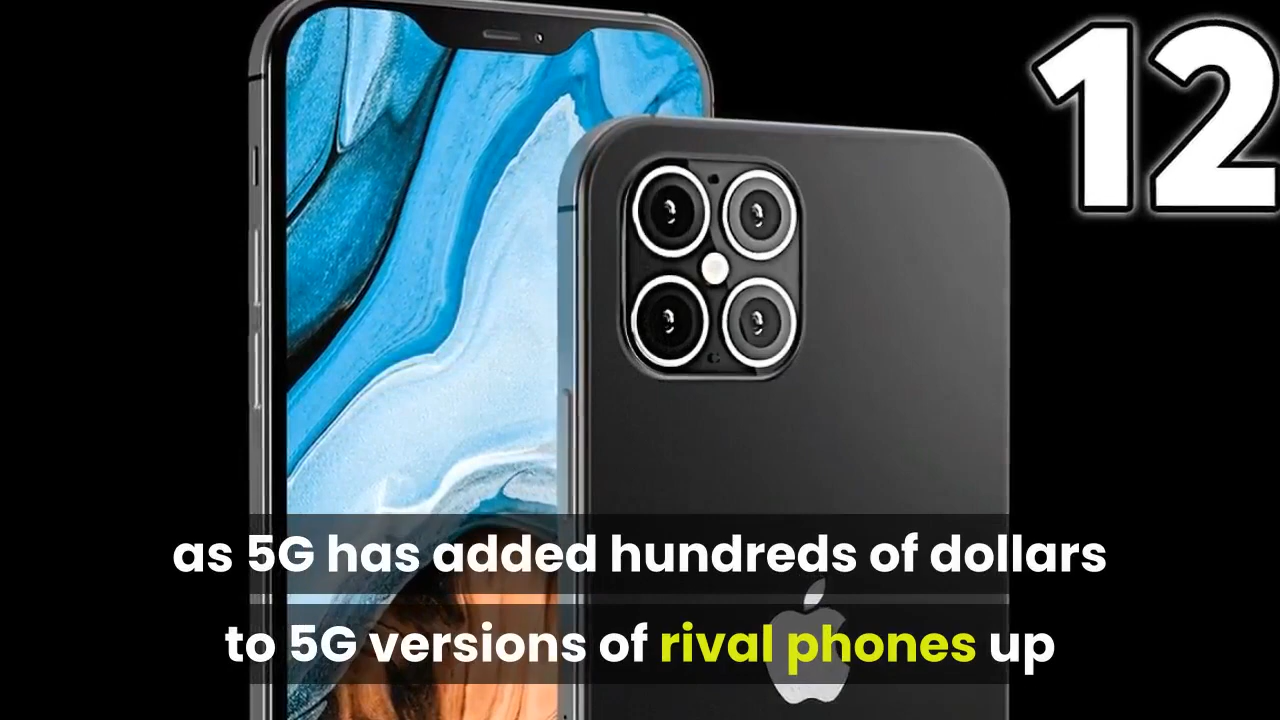 12
as 5G has added hundreds of dollars
to 5G versions of rival phones up